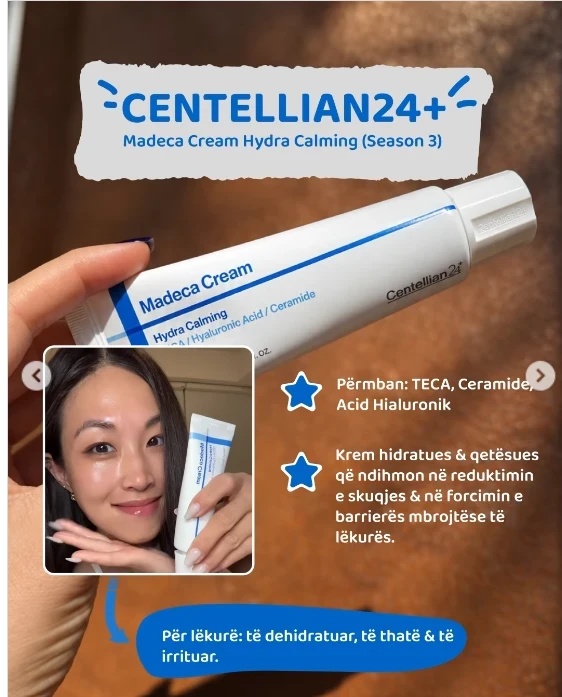 CENTELLIAN24+
Madeca Cream Hydra Calming (Season 3)
Madeca Cream
Hydra Calming
/ Hyaluronic Acid / Ceramide
Centellian24
oz.
Përmban: TECA, Ceramide,
Acid Hialuronik
Krem hidratues & qetësues
që ndihmon në reduktimin
e skuqjes & në forcimin e
barrierës mbrojtëse të
lëkurës.
Për lëkurë: të dehidratuar, të thatë & të
irrituar.